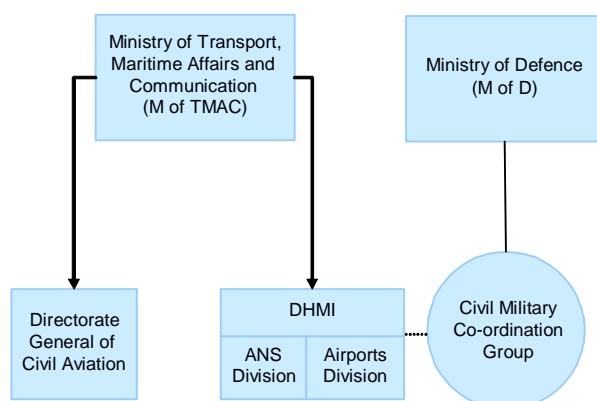 Ministry of Transport,
Maritime Affairs and
Communication
(M of TMAC)
Ministry of Defence
(M of D)
Directorate
General of
Civil Aviation
DHMI
ANS
Division
Airports
Division
Civil Military
Co-ordination
Group